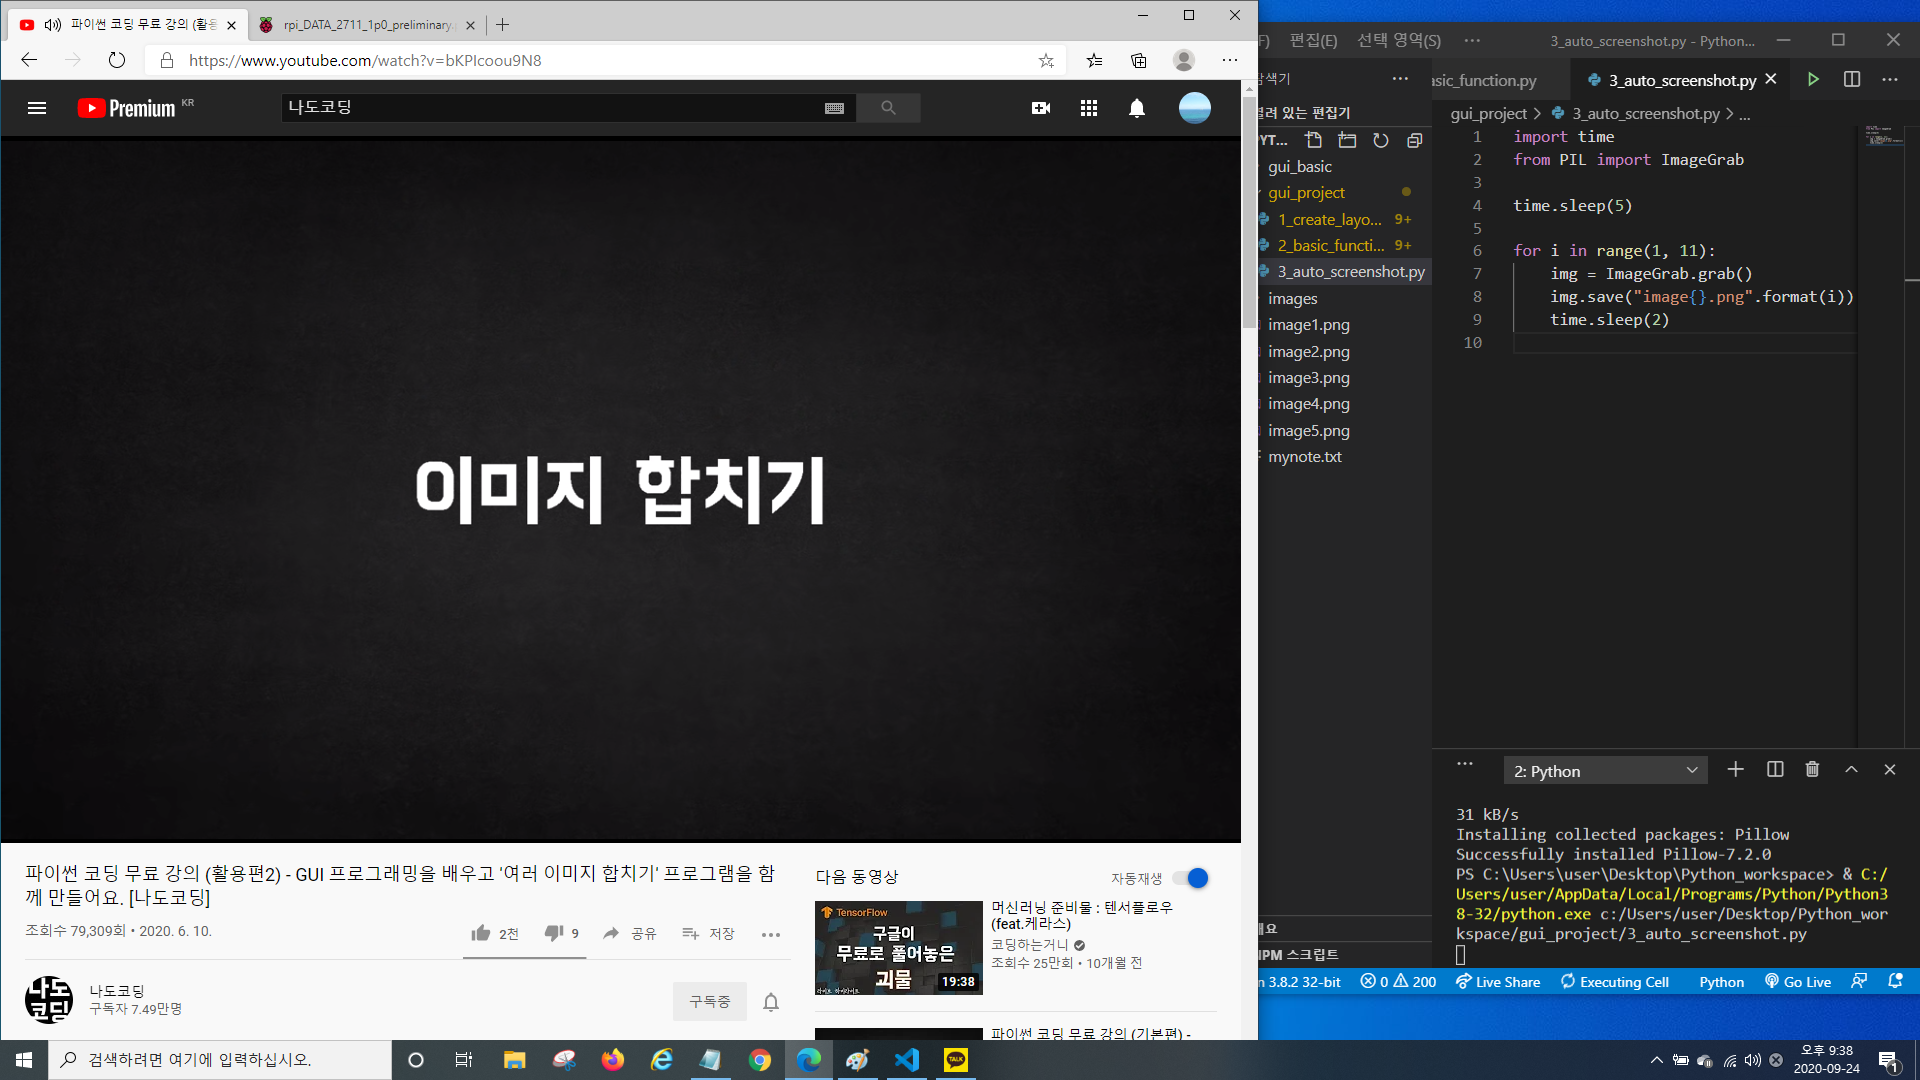 파이썬 코딩 무료 강의 (활용
rpi_DATA_2711_1p0_preliminary.
https://www.youtube.com/watch?v=bKPIcoou9N8
Premium KR
나도코딩
이미지 합치기
파이썬 코딩 무료 강의 (활용편2) - GUI 프로그래밍을 배우고 '여러 이미지 합치기' 프로그램을 함
께 만들어요. [나도코딩]
조회수 79,309회 • 2020. 6. 10.
2천
9
공유
저장
나도코딩
구독자 7.49만명
구독중
다음 동영상
자동재생
TensorFlow
구글이
무료로 풀어놓은
괴물
19:38
머신러닝 준비물 : 텐서플로우
(feat.케라스)
코딩하는거니
조회수 25만회 • 10개월 전
파이썬 코딩 무료 강의 (기본편) -
편집(E) 선택 영역(S) ···
3_auto_screenshot.py - Python...
탐색기
열려 있는 편집기
PYT...
gui_basic
gui_project
1_create_layo... 9+
2_basic_functi... 9+
3_auto_screenshot.py
images
image1.png
image2.png
image3.png
image4.png
image5.png
mynote.txt
NPM 스크립트
asic_function.py
3_auto_screenshot.py
gui_project > 3_auto_screenshot.py > ...
1 import time
2 from PIL import ImageGrab
3
4 time.sleep(5)
5
6 for i in range(1, 11):
7 img = ImageGrab.grab()
8 img.save("image{}.png".format(i))
9 time.sleep(2)
10
2: Python
31 kB/s
Installing collected packages: Pillow
Successfully installed Pillow-7.2.0
PS C:\Users\user\Desktop\Python_workspace> & C:/
Users/user/AppData/Local/Programs/Python/Python3
8-32/python.exe c:/Users/user/Desktop/Python_wor
kspace/gui_project/3_auto_screenshot.py
n 3.8.2 32-bit 0 200 Live Share Executing Cell Python Go Live
검색하려면 여기에 입력하십시오.
TALK
오후 9:38
2020-09-24
1